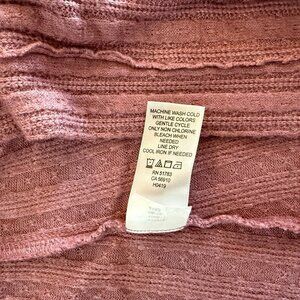 MACHINE WASH COLD
WITH LIKE COLORS
GENTLE CYCLE
ONLY NON CHLORINE
BLEACH WHEN
NEEDED
LINE DRY
COOL IRON IF NEEDED
RN 51783
CA 56910
H0419